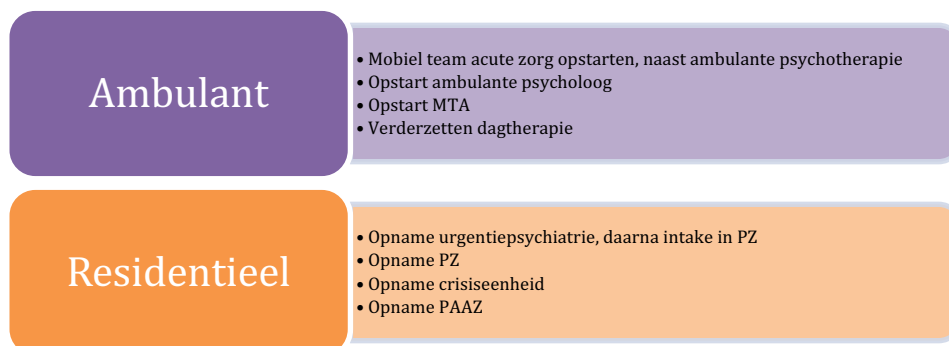 Ambulant
• Mobiel team acute zorg opstarten, naast ambulante psychotherapie
• Opstart ambulante psycholoog
• Opstart MTA
• Verderzetten dagtherapie
Residentieel
• Opname urgentiepsychiatrie, daarna intake in PZ
• Opname PZ
• Opname crisiseenheid
• Opname PAAZ